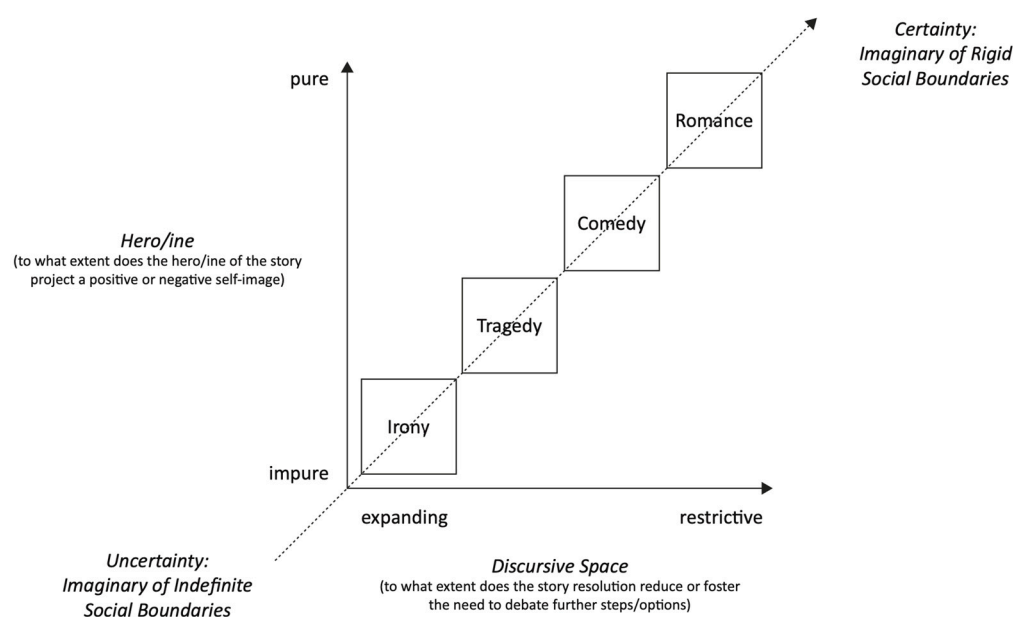 Certainty:
Imaginary of Rigid
Social Boundaries
pure
Romance
Comedy
Hero/ine
(to what extent does the hero/ine of the story
project a positive or negative self-image)
Tragedy
Irony
impure
expanding
restrictive
Uncertainty:
Imaginary of Indefinite
Social Boundaries
Discursive Space
(to what extent does the story resolution reduce or foster
the need to debate further steps/options)